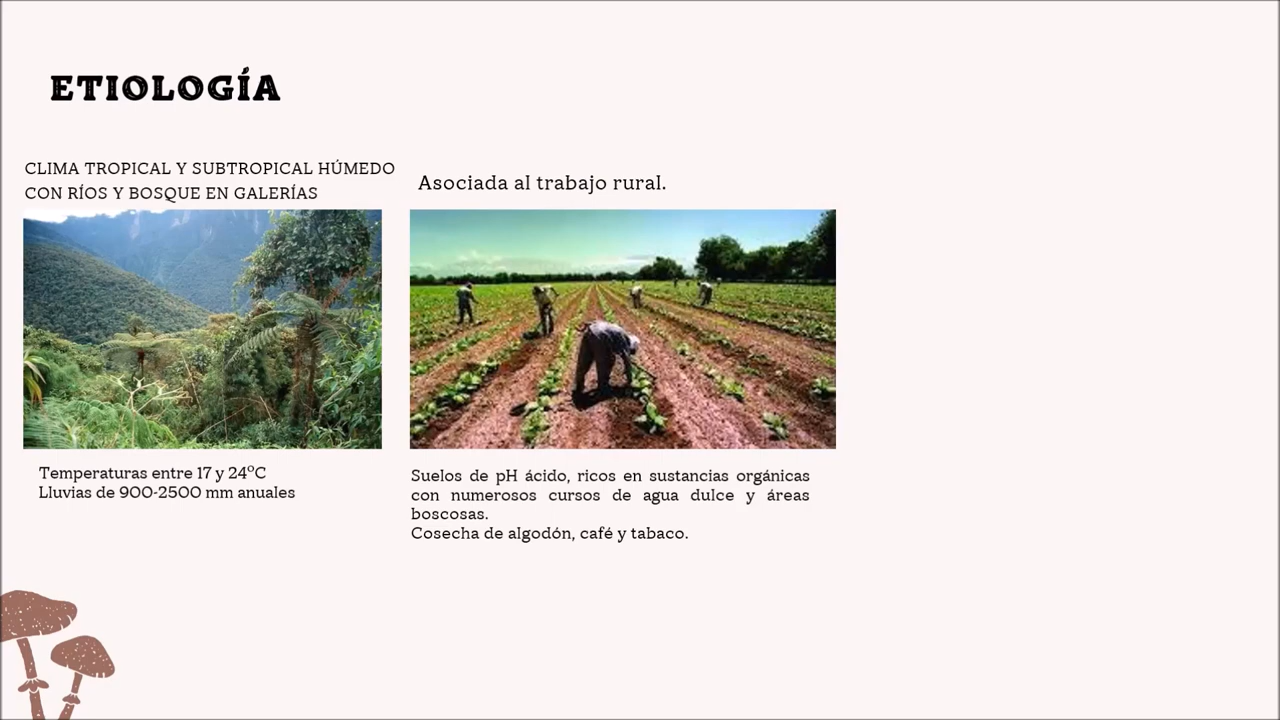 ETIOLOGÍA
CLIMA TROPICAL Y SUBTROPICAL HÚMEDO
CON RÍOS Y BOSQUE EN GALERÍAS
Temperaturas entre 17 y 24ºC
Lluvias de 900-2500 mm anuales
Asociada al trabajo rural.
Suelos de pH ácido, ricos en sustancias orgánicas
con numerosos cursos de agua dulce y áreas
boscosas.
Cosecha de algodón, café y tabaco.